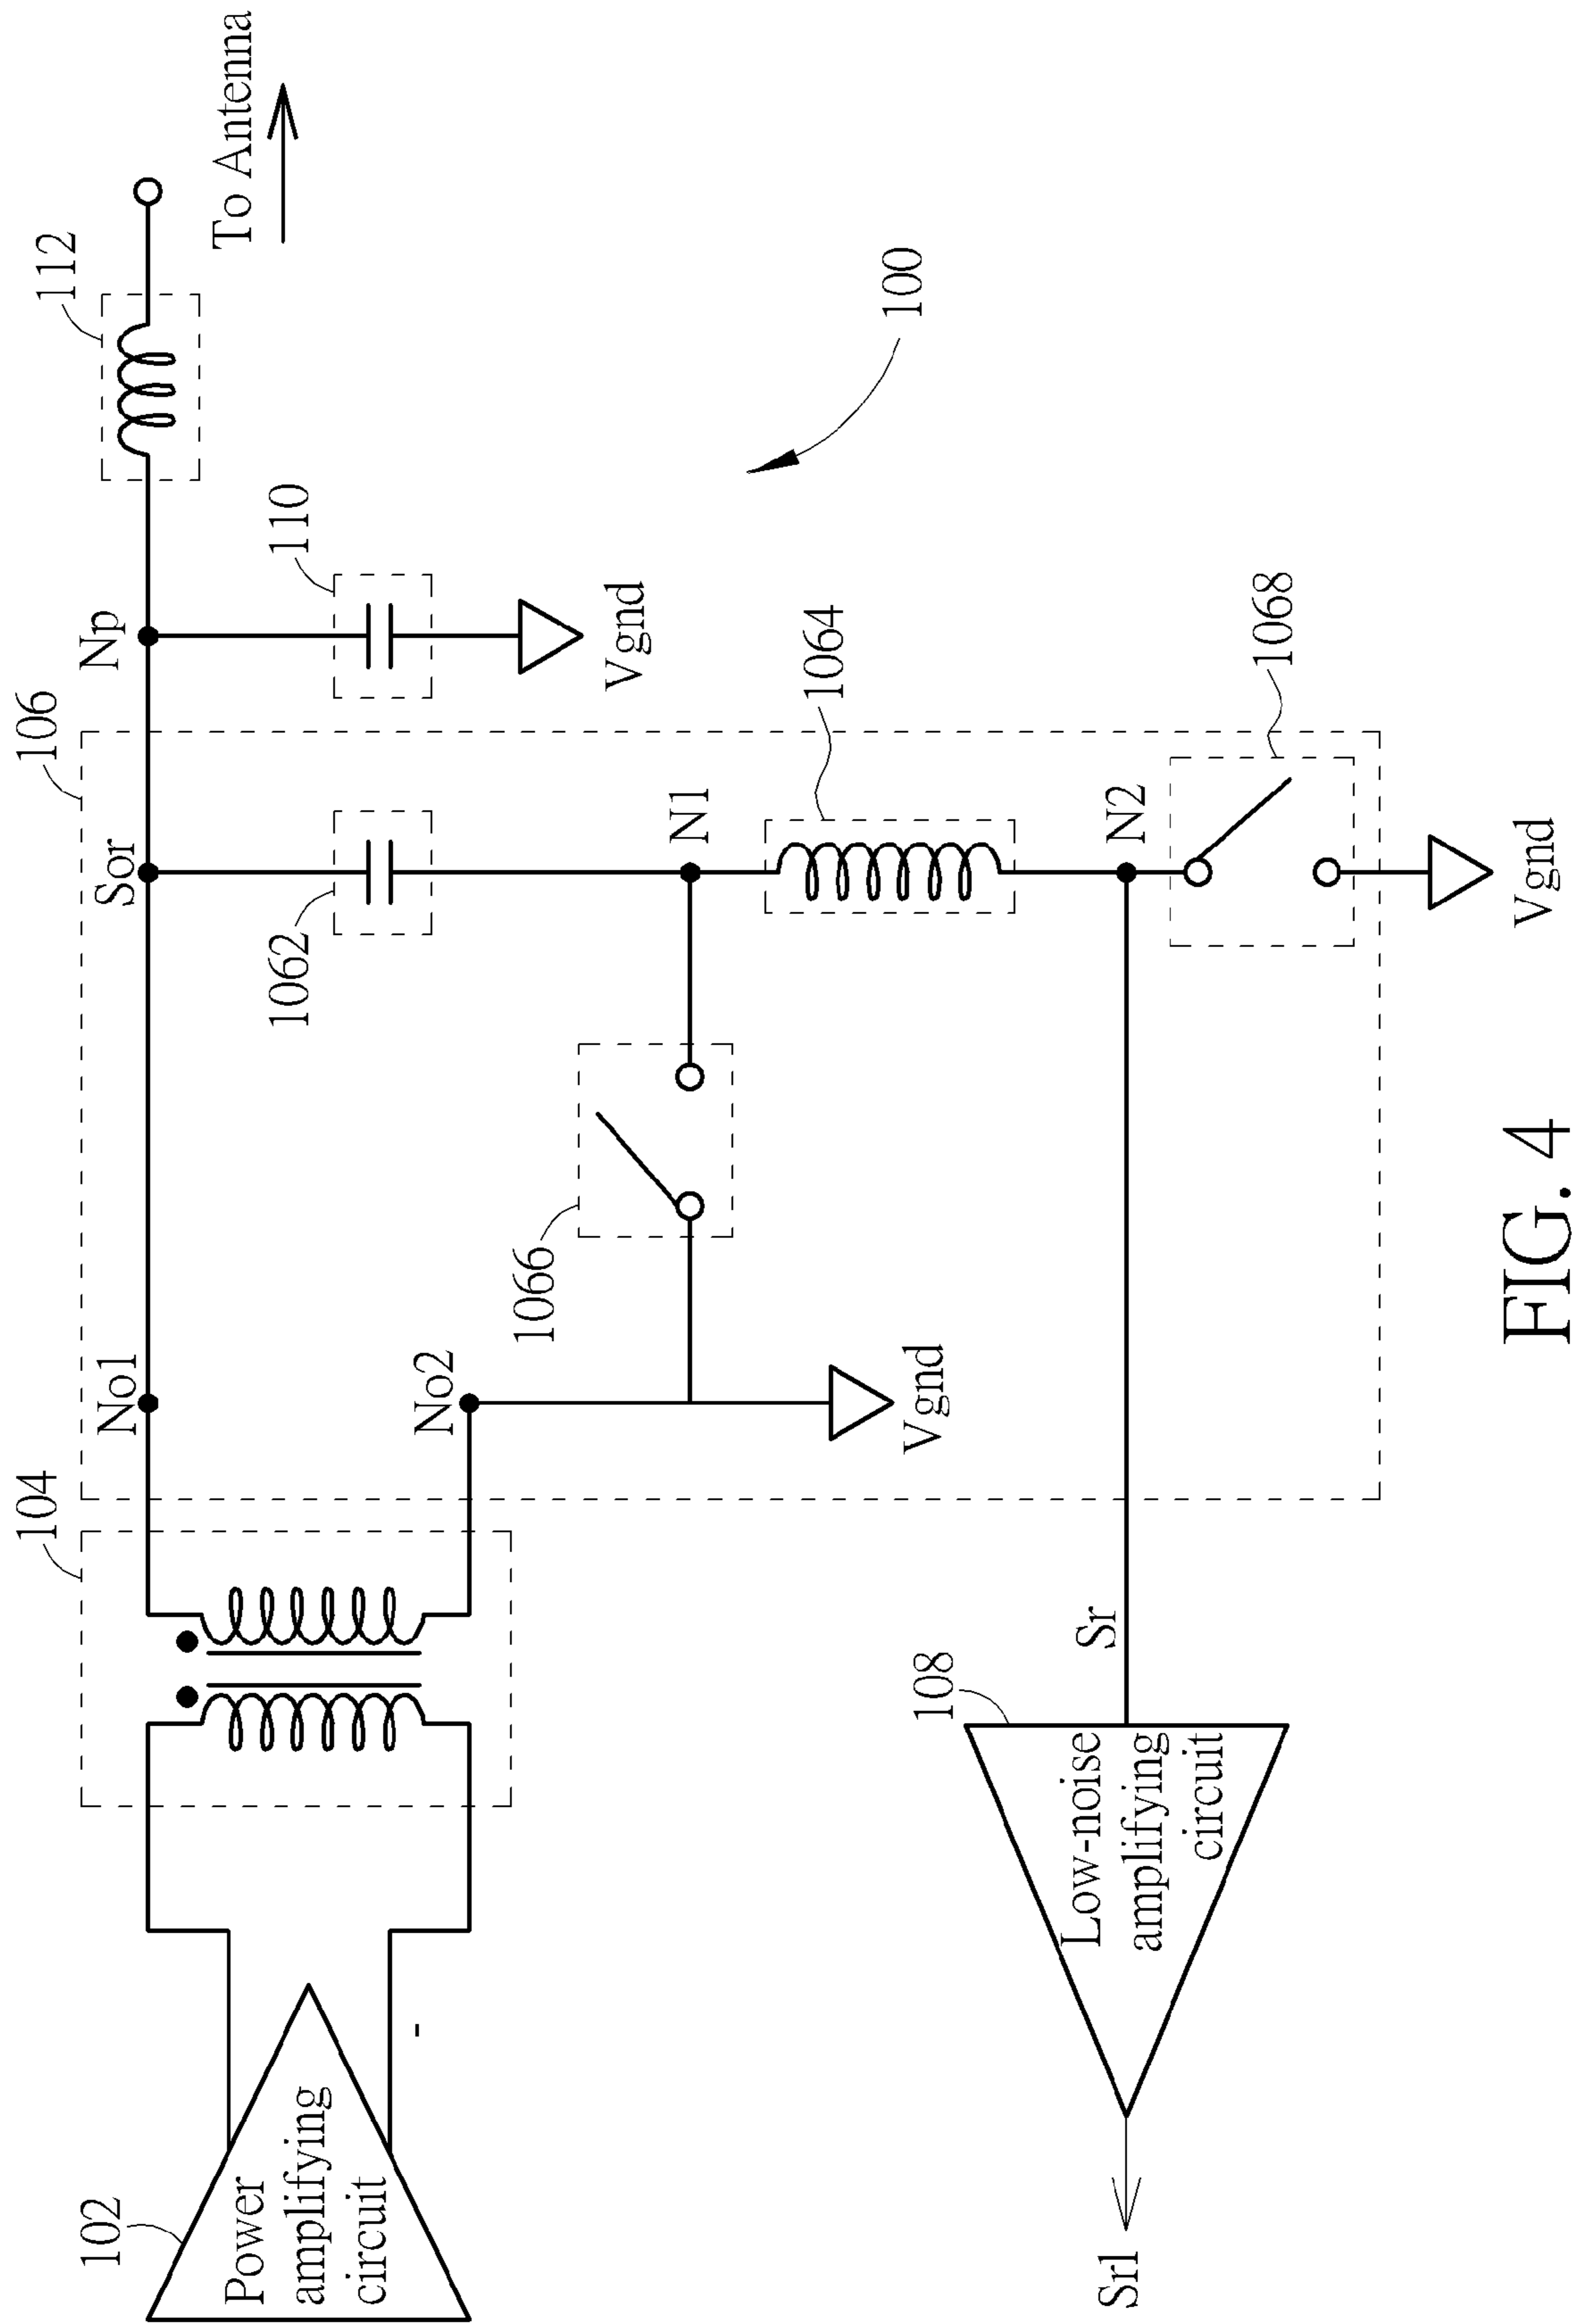 102
Power
amplifying
circuit
-
104
No1
No2
Vgnd
106
1066
Sor
1062
N1
1064
N2
1068
Vgnd
Np
110
Vgnd
112
To Antenna
100
108
Low-noise
amplifying
circuit
Sr
Sr1
FIG. 4